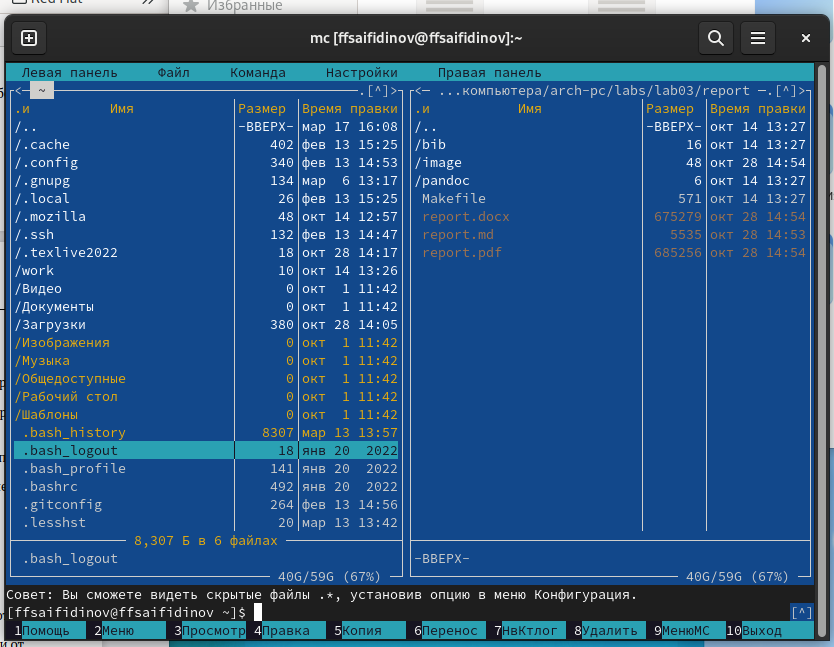 Red Hat
Избранные
mc [ffsaifidinov@ffsaifidinov]:~
Левая панель Файл Команда Настройки Правая панель
<─ ~ .[^]> <─ ...компьютера/arch-pc/labs/lab03/report ─.[^]>
.и Имя Размер Время правки .и Имя Размер Время правки
/.. -ВВЕРХ- мар 17 16:08 /.. -ВВЕРХ- окт 14 13:27
/.cache 402 фев 13 15:25 /bib 16 окт 14 13:27
/.config 340 фев 13 14:53 /image 48 окт 28 14:54
/.gnupg 134 мар 6 13:17 /pandoc 6 окт 14 13:27
/.local 26 фев 13 15:25 Makefile 571 окт 14 13:27
/.mozilla 48 окт 14 12:57 report.docx 675279 окт 28 14:54
/.ssh 132 фев 13 14:47 report.md 5535 окт 28 14:53
/.texlive2022 18 окт 28 14:17 report.pdf 685256 окт 28 14:54
/work 10 окт 14 13:26
/Видео 0 окт 1 11:42
/Документы 0 окт 1 11:42
/Загрузки 380 окт 28 14:05
/Изображения 0 окт 1 11:42
/Музыка 0 окт 1 11:42
/Общедоступные 0 окт 1 11:42
/Рабочий стол 0 окт 1 11:42
/Шаблоны 0 окт 1 11:42
.bash_history 8307 мар 13 13:57
.bash_logout 18 янв 20 2022
.bash_profile 141 янв 20 2022
.bashrc 492 янв 20 2022
.gitconfig 264 фев 13 14:56
.lesshst 20 мар 13 13:42
8,307 Б в 6 файлах
.bash_logout -ВВЕРХ-
40G/59G (67%) 40G/59G (67%)
Совет: Вы сможете видеть скрытые файлы .*, установив опцию в меню Конфигурация.
[ffsaifidinov@ffsaifidinov ~]$ [^]
1Помощь 2Меню 3Просмотр 4Правка 5Копия 6Перенос 7НвКтлог 8Удалить 9МенюМС 10Выход